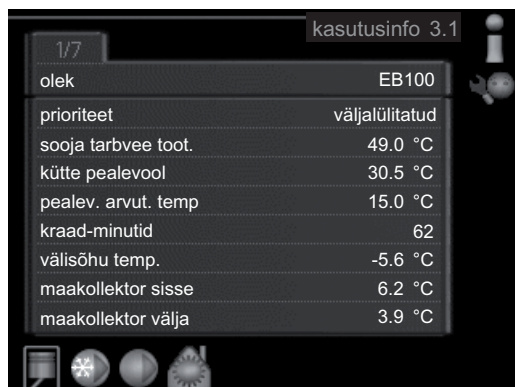 kasutusinfo 3.1
1/7
olek EB100
prioriteet väljalülitatud
sooja tarbvee toot. 49.0 °C
kütte pealevool 30.5 °C
pealev. arvut. temp 15.0 °C
kraad-minutid 62
välisõhu temp. -5.6 °C
maakollektor sisse 6.2 °C
maakollektor välja 3.9 °C